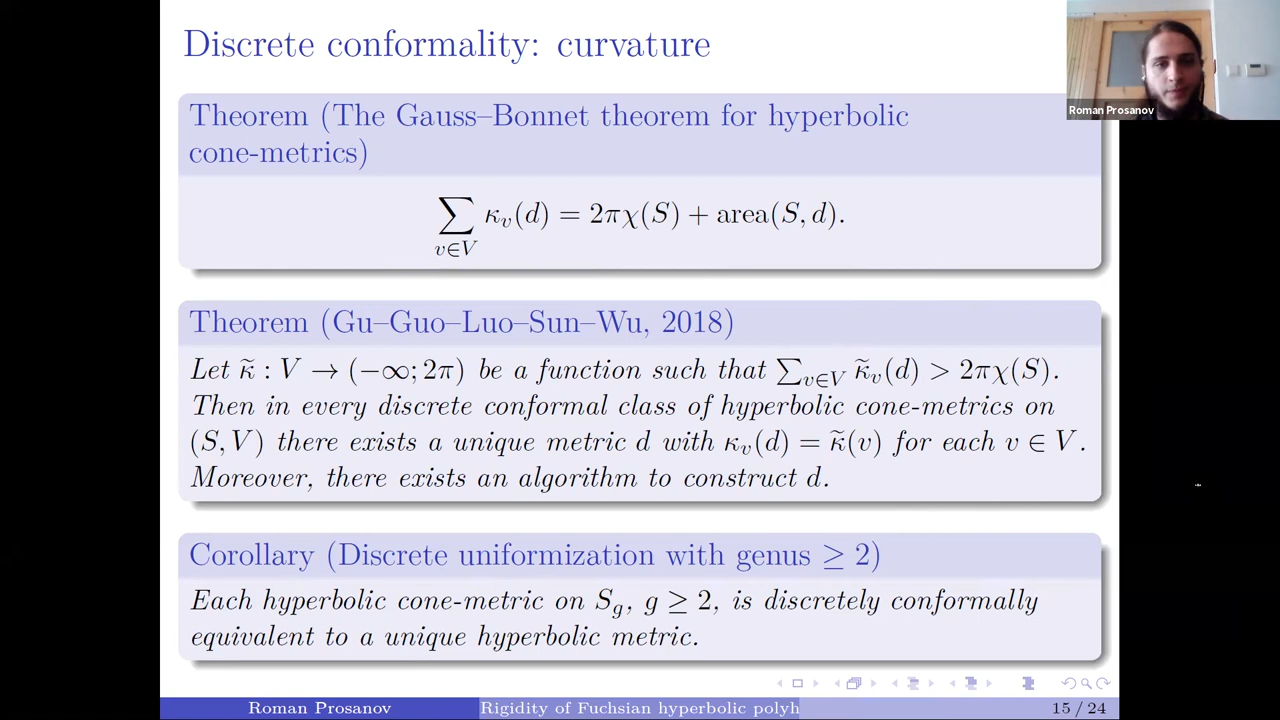 Discrete conformality: curvature
Roman Prosanov
Theorem (The Gauss–Bonnet theorem for hyperbolic
cone-metrics)
∑_{v∈V} κ_v(d) = 2πχ(S) + area(S, d).
Theorem (Gu–Guo–Luo–Sun–Wu, 2018)
Let κ̃ : V → (−∞; 2π) be a function such that ∑_{v∈V} κ̃_v(d) > 2πχ(S).
Then in every discrete conformal class of hyperbolic cone-metrics on
(S, V) there exists a unique metric d with κ_v(d) = κ̃(v) for each v ∈ V.
Moreover, there exists an algorithm to construct d.
Corollary (Discrete uniformization with genus ≥ 2)
Each hyperbolic cone-metric on S_g, g ≥ 2, is discretely conformally
equivalent to a unique hyperbolic metric.
Roman Prosanov Rigidity of Fuchsian hyperbolic polyh 15 / 24